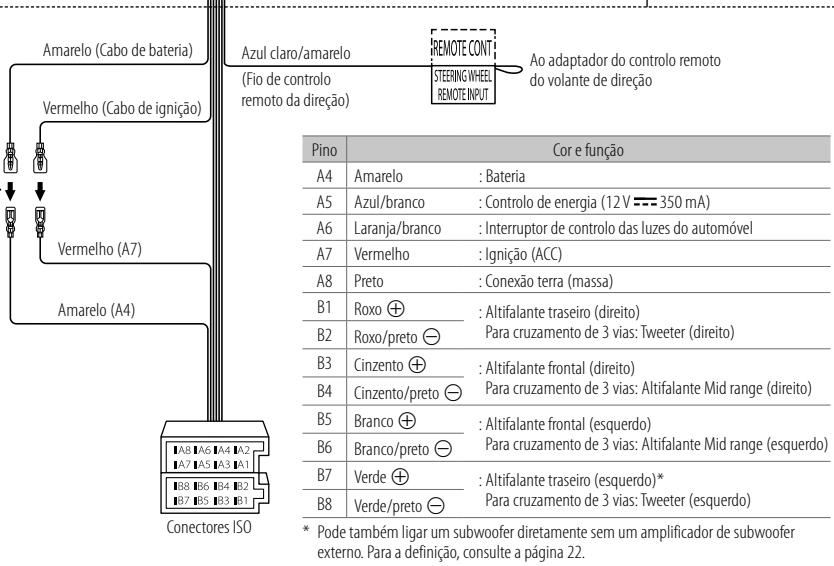 Amarelo (Cabo de bateria)
Azul claro/amarelo
(Fio de controlo
remoto da direção)
REMOTE CONT
STEERING WHEEL
REMOTE INPUT
Ao adaptador do controlo remoto
do volante de direção
Vermelho (Cabo de ignição)
Vermelho (A7)
Amarelo (A4)
A8 A6 A4 A2
A7 A5 A3 A1
B8 B6 B4 B2
B7 B5 B3 B1
Conectores ISO
Pino Cor e função
A4 Amarelo : Bateria
A5 Azul/branco : Controlo de energia (12 V ⎓ 350 mA)
A6 Laranja/branco : Interruptor de controlo das luzes do automóvel
A7 Vermelho : Ignição (ACC)
A8 Preto : Conexão terra (massa)
B1 Roxo ⊕ : Altifalante traseiro (direito)
B2 Roxo/preto ⊖ Para cruzamento de 3 vias: Tweeter (direito)
B3 Cinzento ⊕ : Altifalante frontal (direito)
B4 Cinzento/preto ⊖ Para cruzamento de 3 vias: Altifalante Mid range (direito)
B5 Branco ⊕ : Altifalante frontal (esquerdo)
B6 Branco/preto ⊖ Para cruzamento de 3 vias: Altifalante Mid range (esquerdo)
B7 Verde ⊕ : Altifalante traseiro (esquerdo)*
B8 Verde/preto ⊖ Para cruzamento de 3 vias: Tweeter (esquerdo)
* Pode também ligar um subwoofer diretamente sem um amplificador de subwoofer
externo. Para a definição, consulte a página 22.